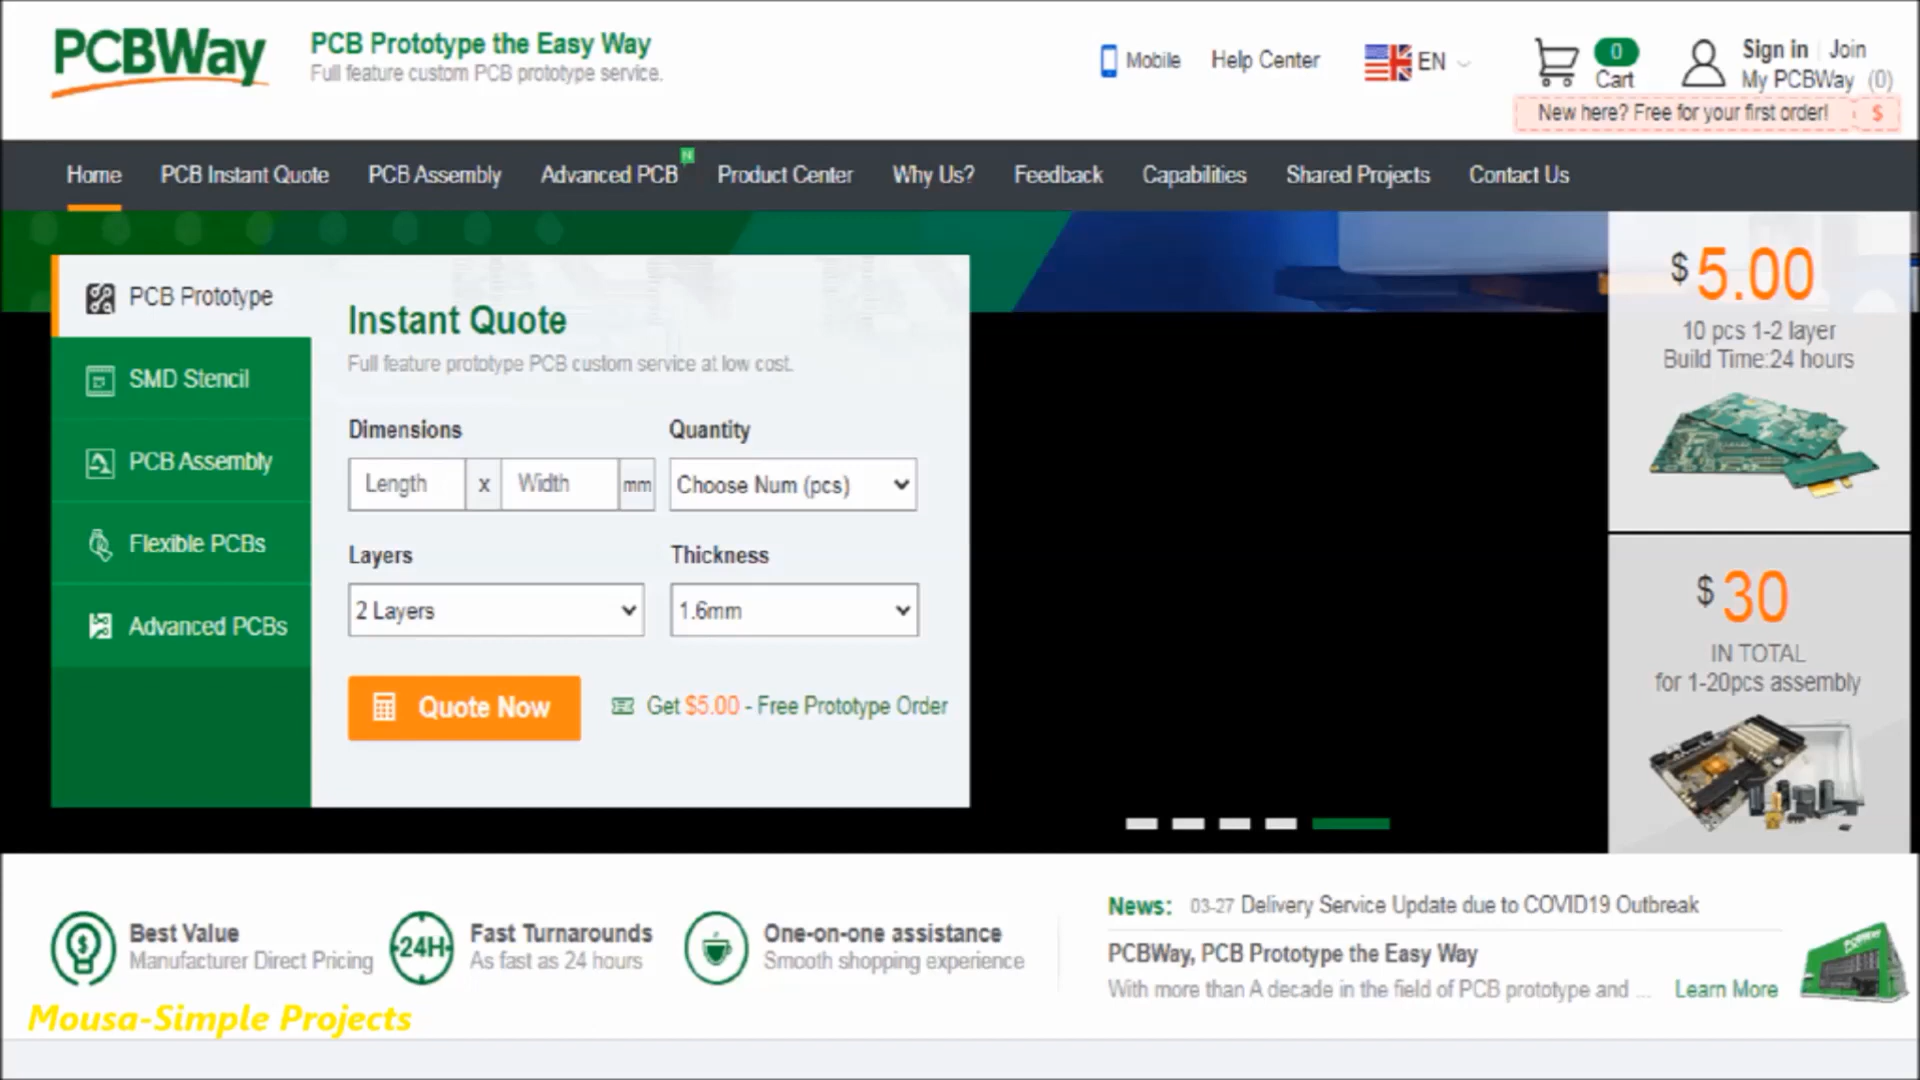 PCBWay
PCB Prototype the Easy Way
Full feature custom PCB prototype service.
Mobile
Help Center
EN
0
Cart
Sign in
Join
My PCBWay (0)
New here? Free for your first order! $
Home
PCB Instant Quote
PCB Assembly
Advanced PCB
N
Product Center
Why Us?
Feedback
Capabilities
Shared Projects
Contact Us
PCB Prototype
SMD Stencil
PCB Assembly
Flexible PCBs
Advanced PCBs
Instant Quote
Full feature prototype PCB custom service at low cost.
Dimensions
Quantity
Length x Width mm
Choose Num (pcs)
Layers
Thickness
2 Layers
1.6mm
Quote Now
Get $5.00 - Free Prototype Order
$ 5.00
10 pcs 1-2 layer
Build Time:24 hours
$ 30
IN TOTAL
for 1-20pcs assembly
$
Best Value
Manufacturer Direct Pricing
24H
Fast Turnarounds
As fast as 24 hours
One-on-one assistance
Smooth shopping experience
News: 03-27 Delivery Service Update due to COVID19 Outbreak
PCBWay, PCB Prototype the Easy Way
With more than A decade in the field of PCB prototype and ... Learn More
PCBWay
Mousa-Simple Projects